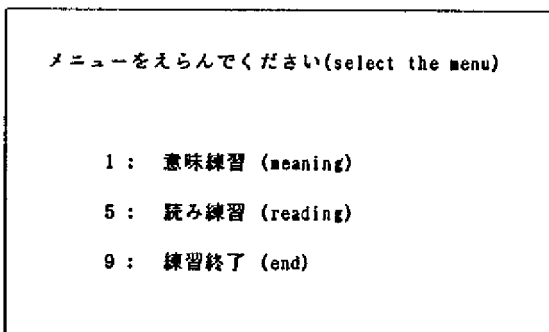 メニューをえらんでください(select the menu)
1 : 意味練習 (meaning)
5 : 読み練習 (reading)
9 : 練習終了 (end)